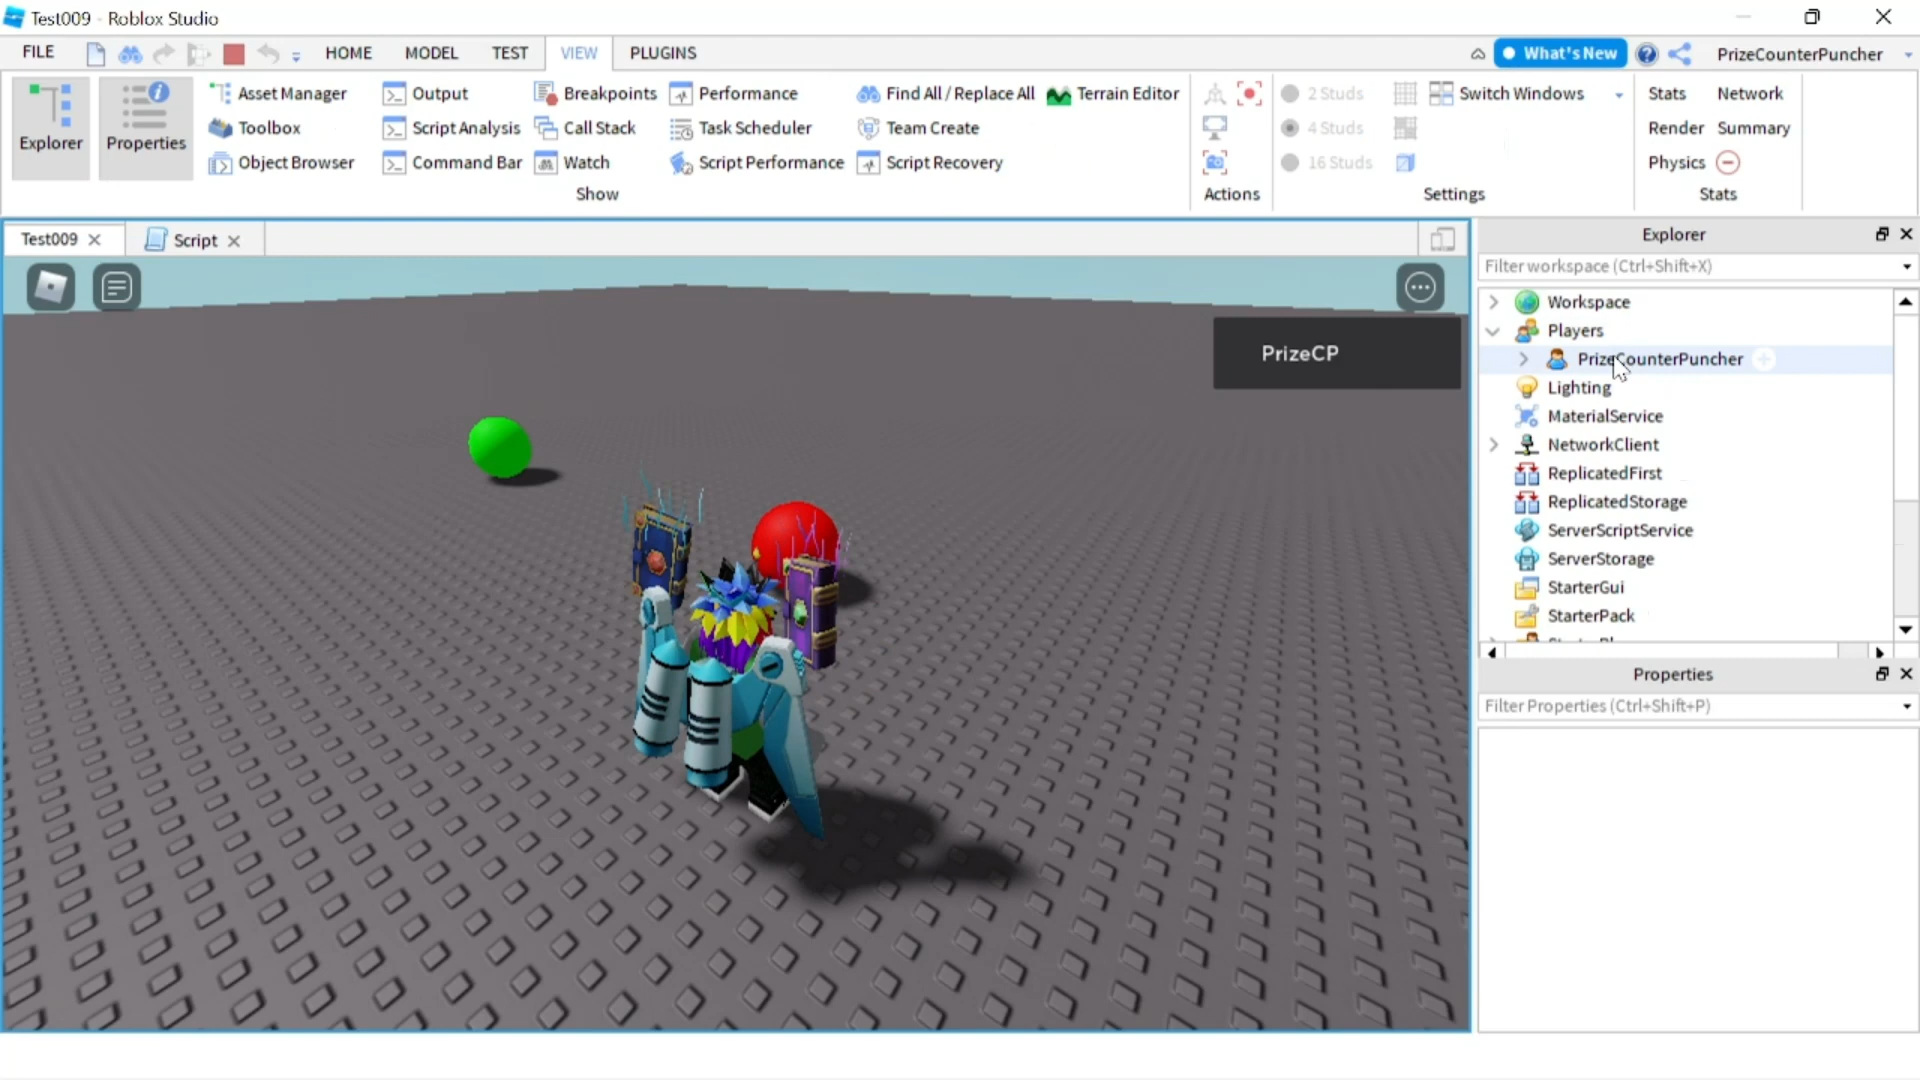 Test009 - Roblox Studio
FILE HOME MODEL TEST VIEW PLUGINS What's New PrizeCounterPuncher
Explorer
Properties
Asset Manager
Toolbox
Object Browser
Output
Script Analysis
Command Bar
Breakpoints
Call Stack
Watch
Performance
Task Scheduler
Script Performance
Find All / Replace All
Team Create
Script Recovery
Terrain Editor
Show
Actions
2 Studs
4 Studs
16 Studs
Switch Windows
Settings
Stats Network
Render Summary
Physics
Stats
Test009 Script
PrizeCP
Explorer
Filter workspace (Ctrl+Shift+X)
Workspace
Players
PrizeCounterPuncher
Lighting
MaterialService
NetworkClient
ReplicatedFirst
ReplicatedStorage
ServerScriptService
ServerStorage
StarterGui
StarterPack
Properties
Filter Properties (Ctrl+Shift+P)